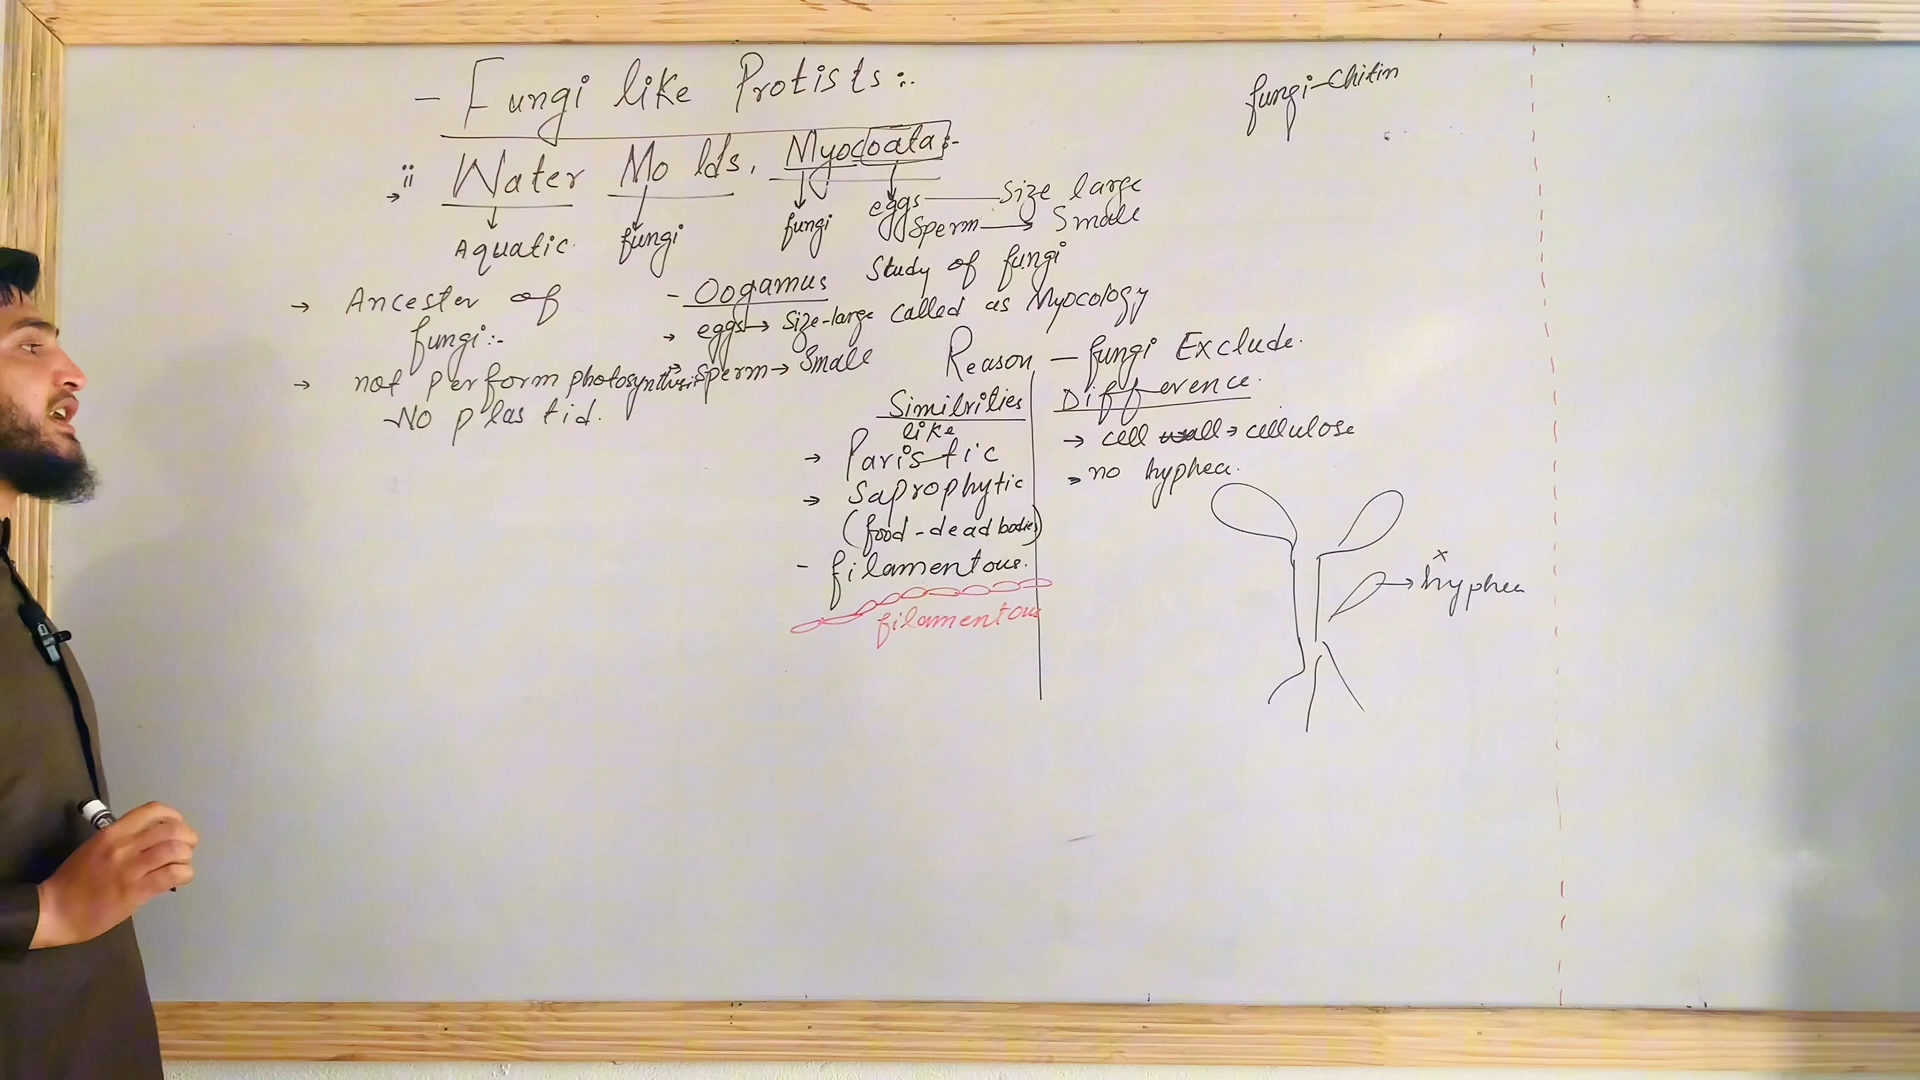 - Fungi like Protists :-
fungi-Chitin
ii Water Molds, Myocoata :-
→ Aquatic. fungi fungi eggs — Size large
Sperm → Small
→ Ancester of
fungi :-
→ not perform photosynthesis
- No plastid.
- Oogamus
→ eggs → Size-large
→ Sperm → Small
Study of fungi
called as Myocology
Reason - fungi Exclude.
Similrities
like
→ Paristic
→ Saprophytic
(food-dead bodies)
- filamentous.
filamentous
Difference.
→ cell wall → cellulose
→ no hyphea.
x
→ hyphea